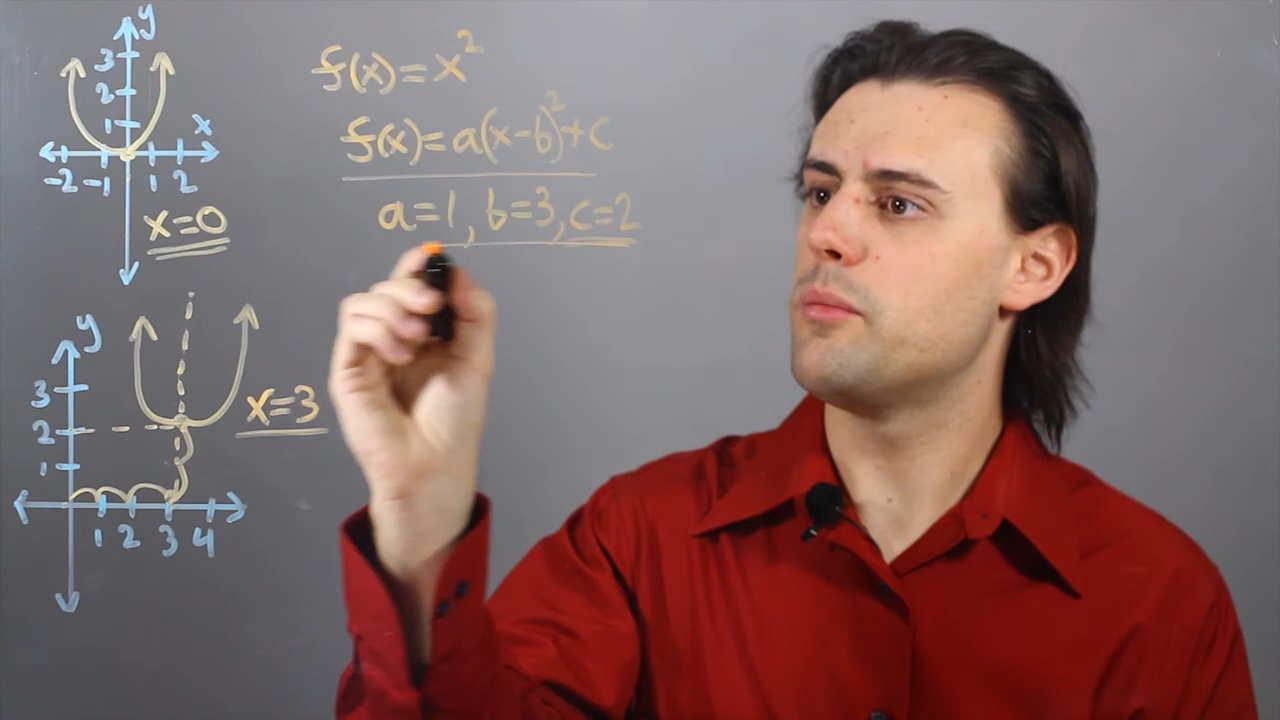 y
3
2
1
x
-2 -1 1 2
x=0
f(x)=x²
f(x)=a(x-b)²+c
a=1, b=3, c=2
y
3
2
1
x=3
1 2 3 4